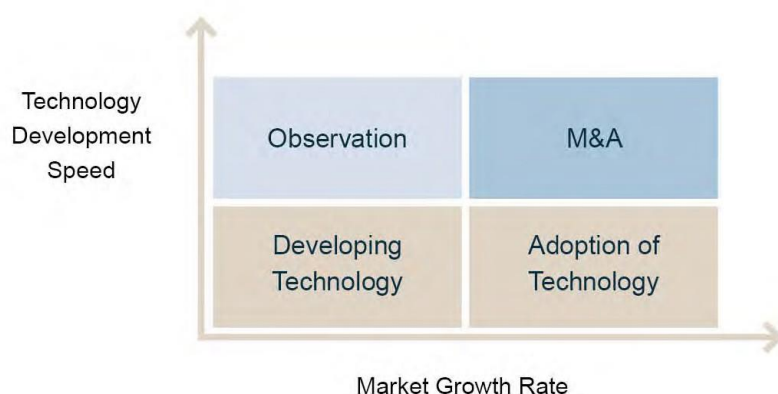 Technology
Development
Speed
Observation
M&A
Developing
Technology
Adoption of
Technology
Market Growth Rate